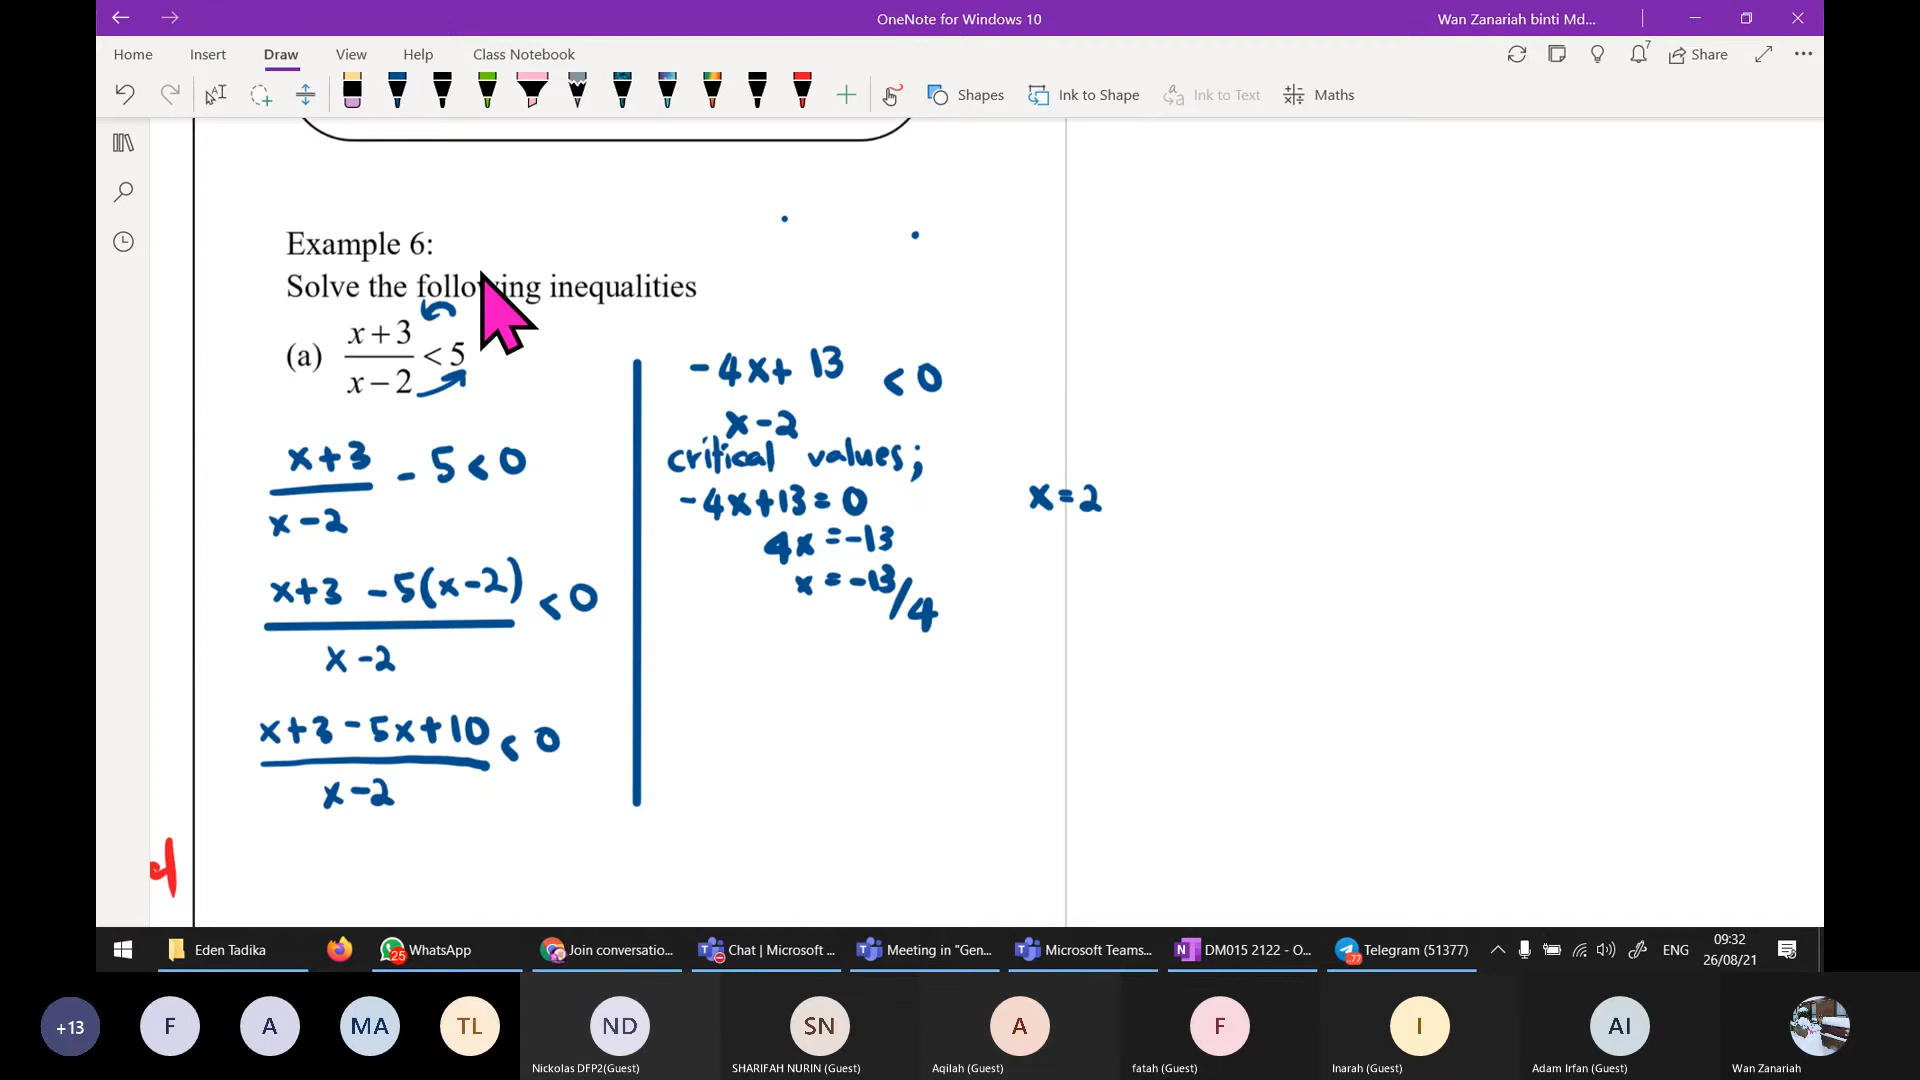 OneNote for Windows 10
Wan Zanariah binti Md...
Home Insert Draw View Help Class Notebook
7
Share
Shapes Ink to Shape Ink to Text Maths
Example 6:
Solve the following inequalities
(a) x + 3 / x − 2 < 5
x+3 / x-2 - 5 < 0
x+3 -5(x-2) / x-2 < 0
x+3-5x+10 / x-2 < 0
-4x+13 / x-2 < 0
critical values;
-4x+13=0
4x=-13
x=-13/4
x=2
Eden Tadika
25
WhatsApp
Join conversatio...
Chat | Microsoft ...
Meeting in "Gen...
Microsoft Teams...
DM015 2122 - O...
Telegram (51377)
ENG
09:32
26/08/21
+13
F
A
MA
TL
ND
SN
A
F
I
AI
Nickolas DFP2(Guest)
SHARIFAH NURIN (Guest)
Aqilah (Guest)
fatah (Guest)
Inarah (Guest)
Adam Irfan (Guest)
Wan Zanariah